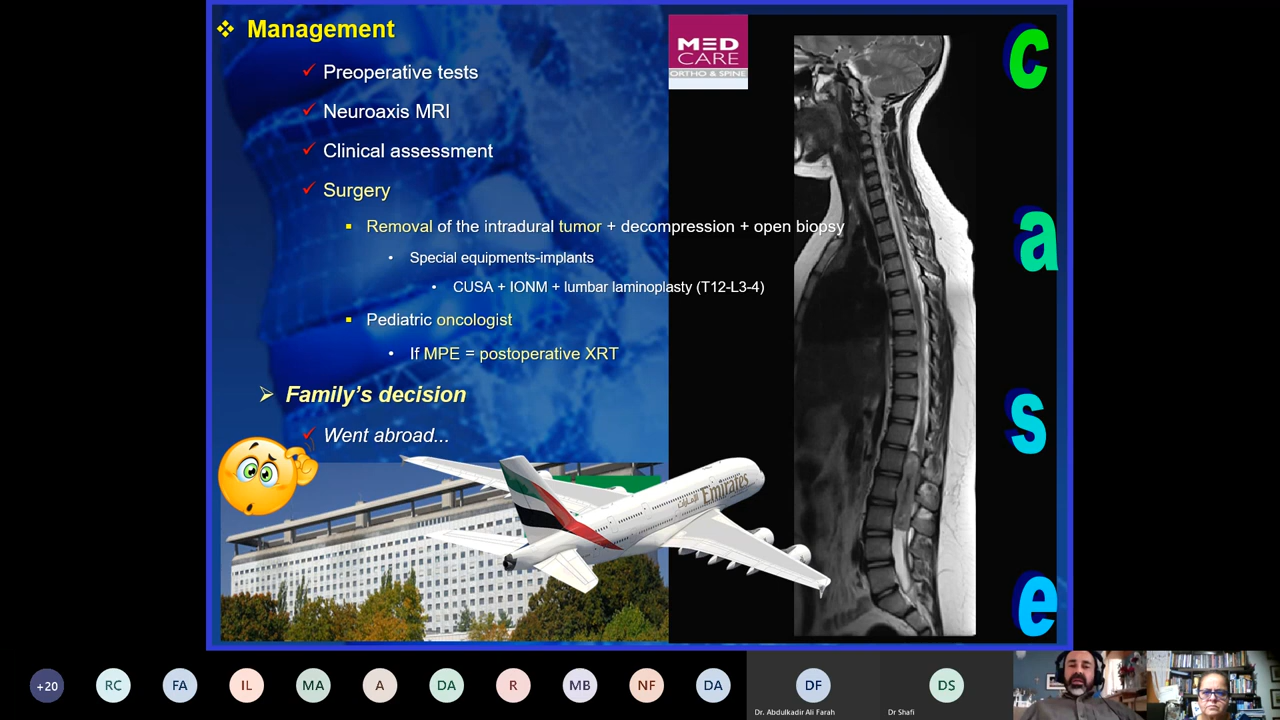 Management
Preoperative tests
Neuroaxis MRI
Clinical assessment
Surgery
Removal of the intradural tumor + decompression + open biopsy
Special equipments-implants
CUSA + IONM + lumbar laminoplasty (T12-L3-4)
Pediatric oncologist
If MPE = postoperative XRT
Family's decision
Went abroad...
MED
CARE
ORTHO & SPINE
c
a
s
e
Emirates
+20
RC
FA
IL
MA
A
DA
R
MB
NF
DA
DF
Dr. Abdulkadir Ali Farah
DS
Dr Shafi